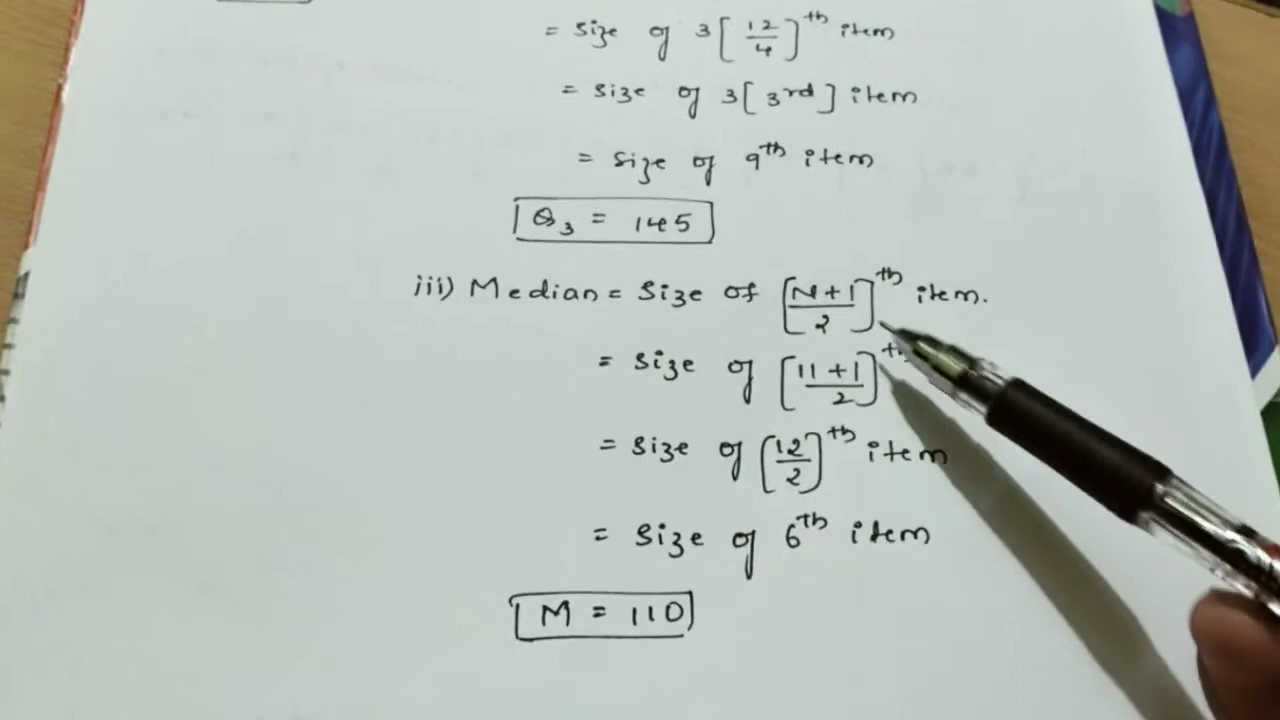 = Size of 3[12/4]th item
= Size of 3[3rd] item
= Size of 9th item
Q3 = 145
iii) Median = Size of [N+1/2]th item.
= Size of [11+1/2]th
= Size of [12/2]th item
= Size of 6th item
M = 110